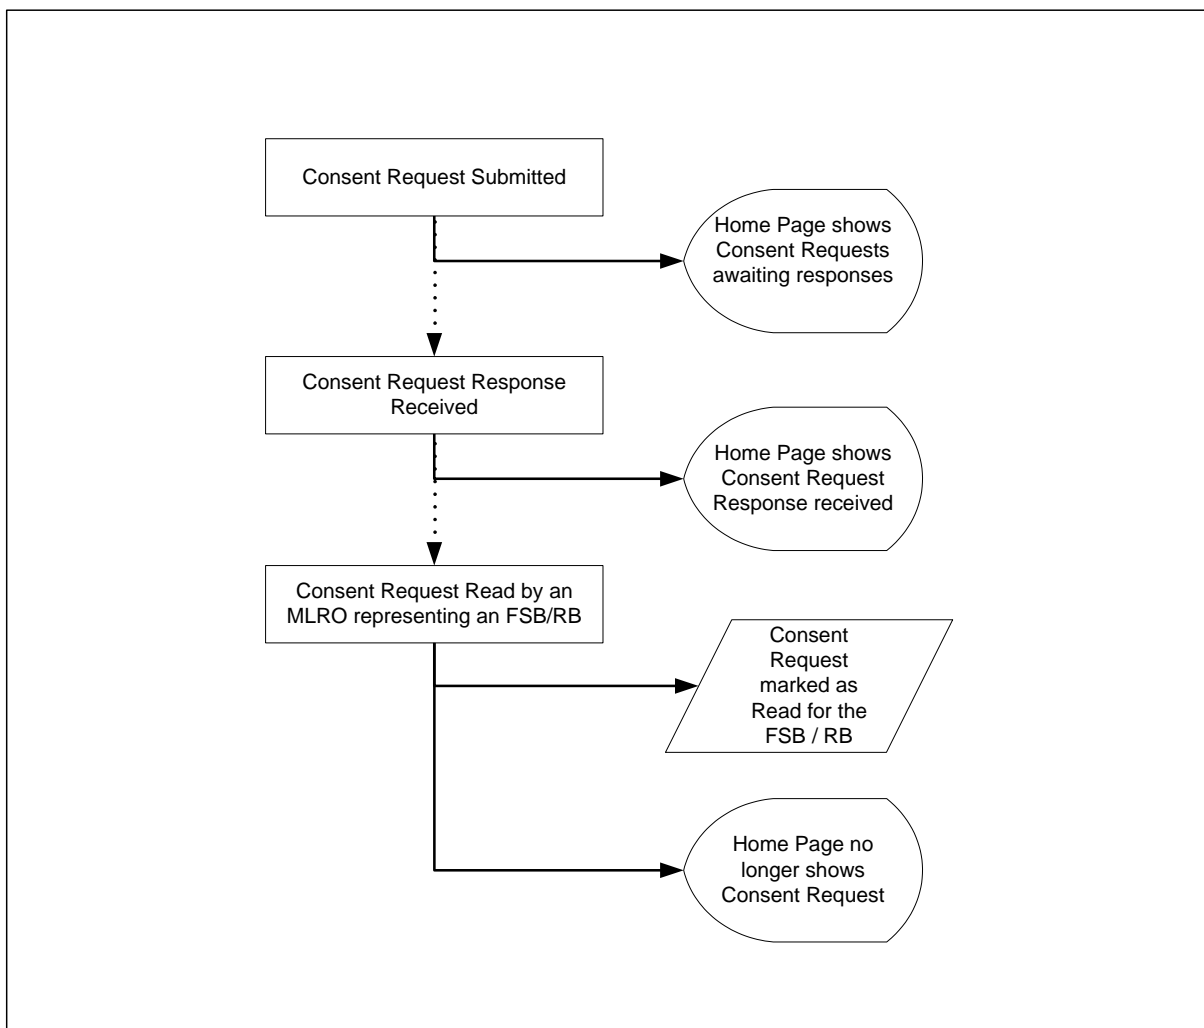 Consent Request Submitted
Home Page shows
Consent Requests
awaiting responses
Consent Request Response
Received
Home Page shows
Consent Request
Response received
Consent Request Read by an
MLRO representing an FSB/RB
Consent
Request
marked as
Read for the
FSB / RB
Home Page no
longer shows
Consent Request